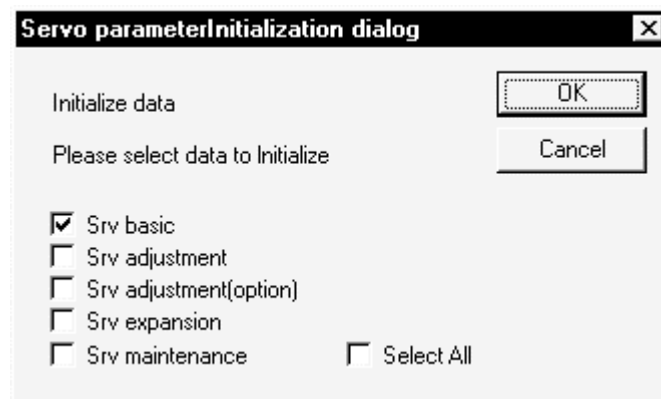 Servo parameterInitialization dialog
Initialize data
OK
Please select data to Initialize
Cancel
Srv basic
Srv adjustment
Srv adjustment(option)
Srv expansion
Srv maintenance Select All